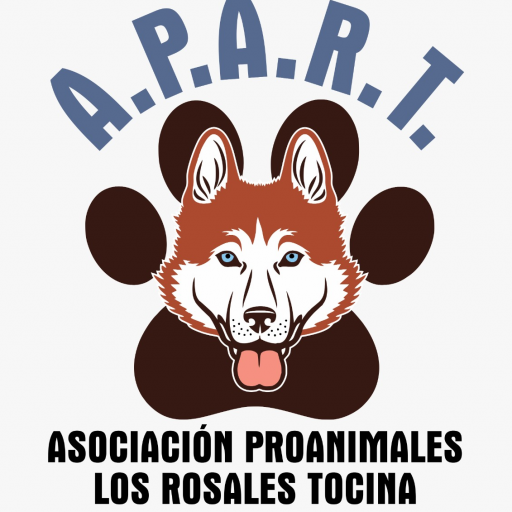 A.P.A.R.T.
ASOCIACIÓN PROANIMALES
LOS ROSALES TOCINA